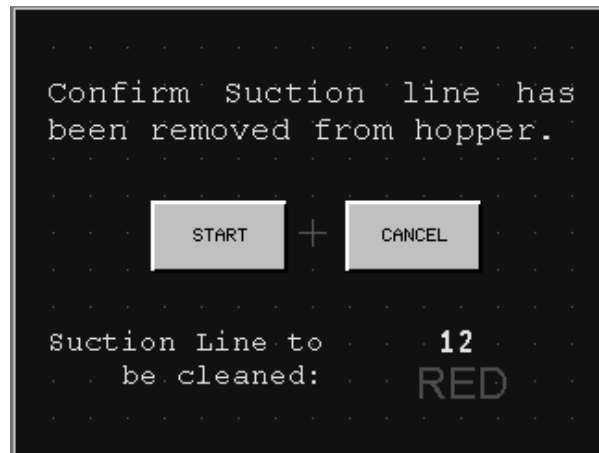 Confirm Suction line has
been removed from hopper.
START + CANCEL
Suction Line to 12
be cleaned: RED